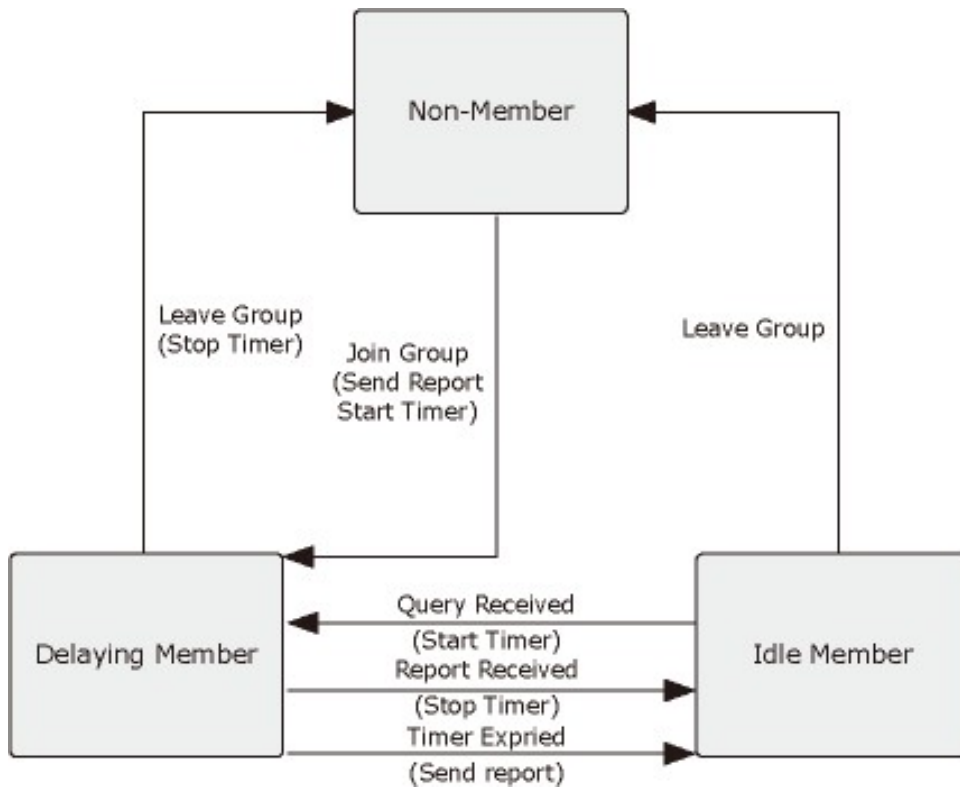 Non-Member
Leave Group
(Stop Timer)
Join Group
(Send Report
Start Timer)
Leave Group
Delaying Member
Query Received
(Start Timer)
Report Received
(Stop Timer)
Timer Expried
(Send report)
Idle Member